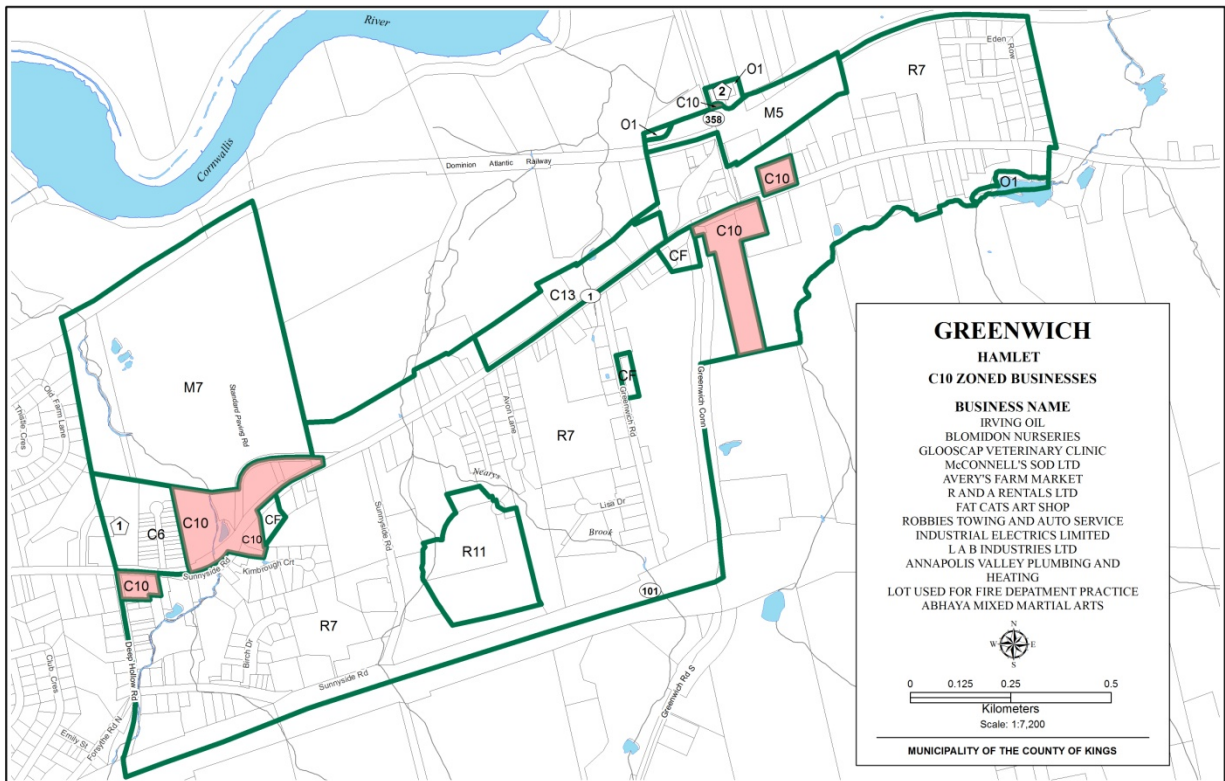 River
Cornwallis
Dominion Atlantic Railway
O1
C10
2
O1
358
M5
R7
Eden Row
C10
O1
C10
CF
C13
1
CF
M7
Standard Paving Rd
Old Farm Lane
Thistle Cres
Avon Lane
Greenwich Rd
Greenwich Conn
R7
Nearys
Brook
Lisa Dr
R11
Sunnyside Rd
1
C6
C10
CF
C10
Sunnyside Rd
Kimbrough Crt
C10
R7
Birch Dr
Deep Hollow Rd
Club Cres
Emily St
Forsythe Rd N
Sunnyside Rd
101
Greenwich Rd S
GREENWICH
HAMLET
C10 ZONED BUSINESSES
BUSINESS NAME
IRVING OIL
BLOMIDON NURSERIES
GLOOSCAP VETERINARY CLINIC
McCONNELL'S SOD LTD
AVERY'S FARM MARKET
R AND A RENTALS LTD
FAT CATS ART SHOP
ROBBIES TOWING AND AUTO SERVICE
INDUSTRIAL ELECTRICS LIMITED
L A B INDUSTRIES LTD
ANNAPOLIS VALLEY PLUMBING AND
HEATING
LOT USED FOR FIRE DEPATMENT PRACTICE
ABHAYA MIXED MARTIAL ARTS
N
W E
S
0 0.125 0.25 0.5
Kilometers
Scale: 1:7,200
MUNICIPALITY OF THE COUNTY OF KINGS